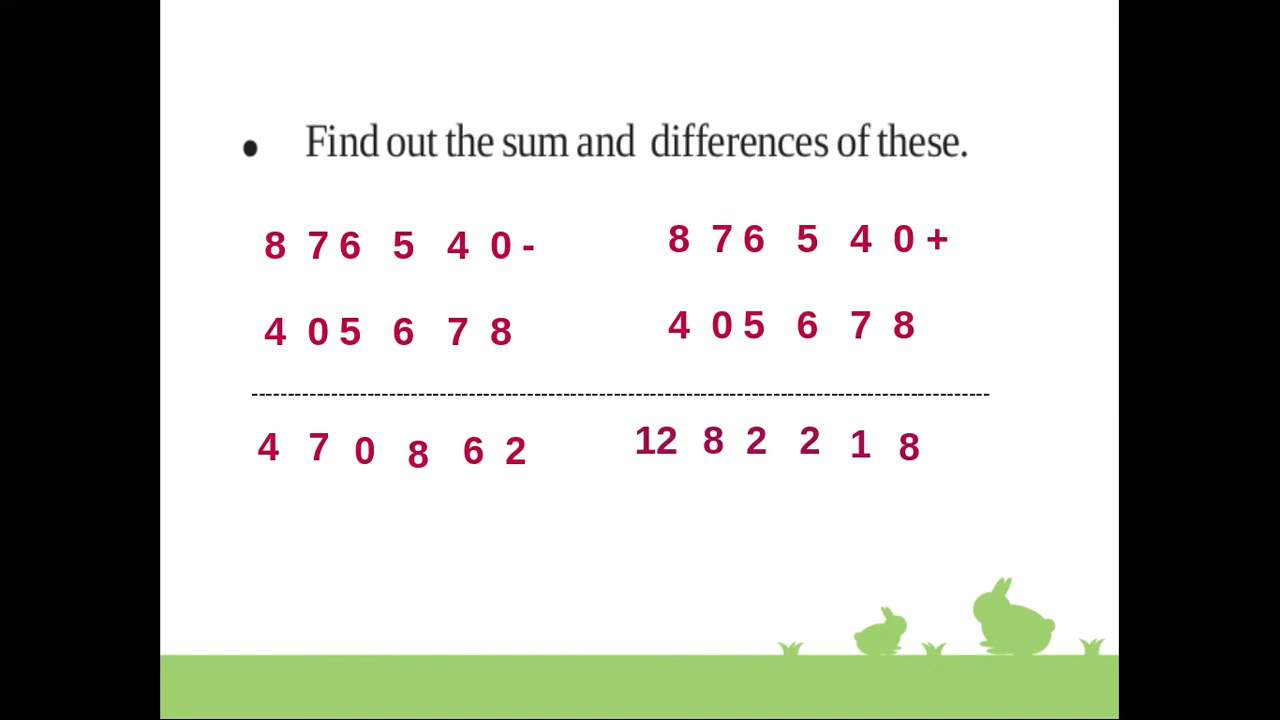 • Find out the sum and differences of these.
8 7 6 5 4 0 - 8 7 6 5 4 0 +
4 0 5 6 7 8 4 0 5 6 7 8
--------------------------------------------------------------------------------------------------------
4 7 0 8 6 2 12 8 2 2 1 8